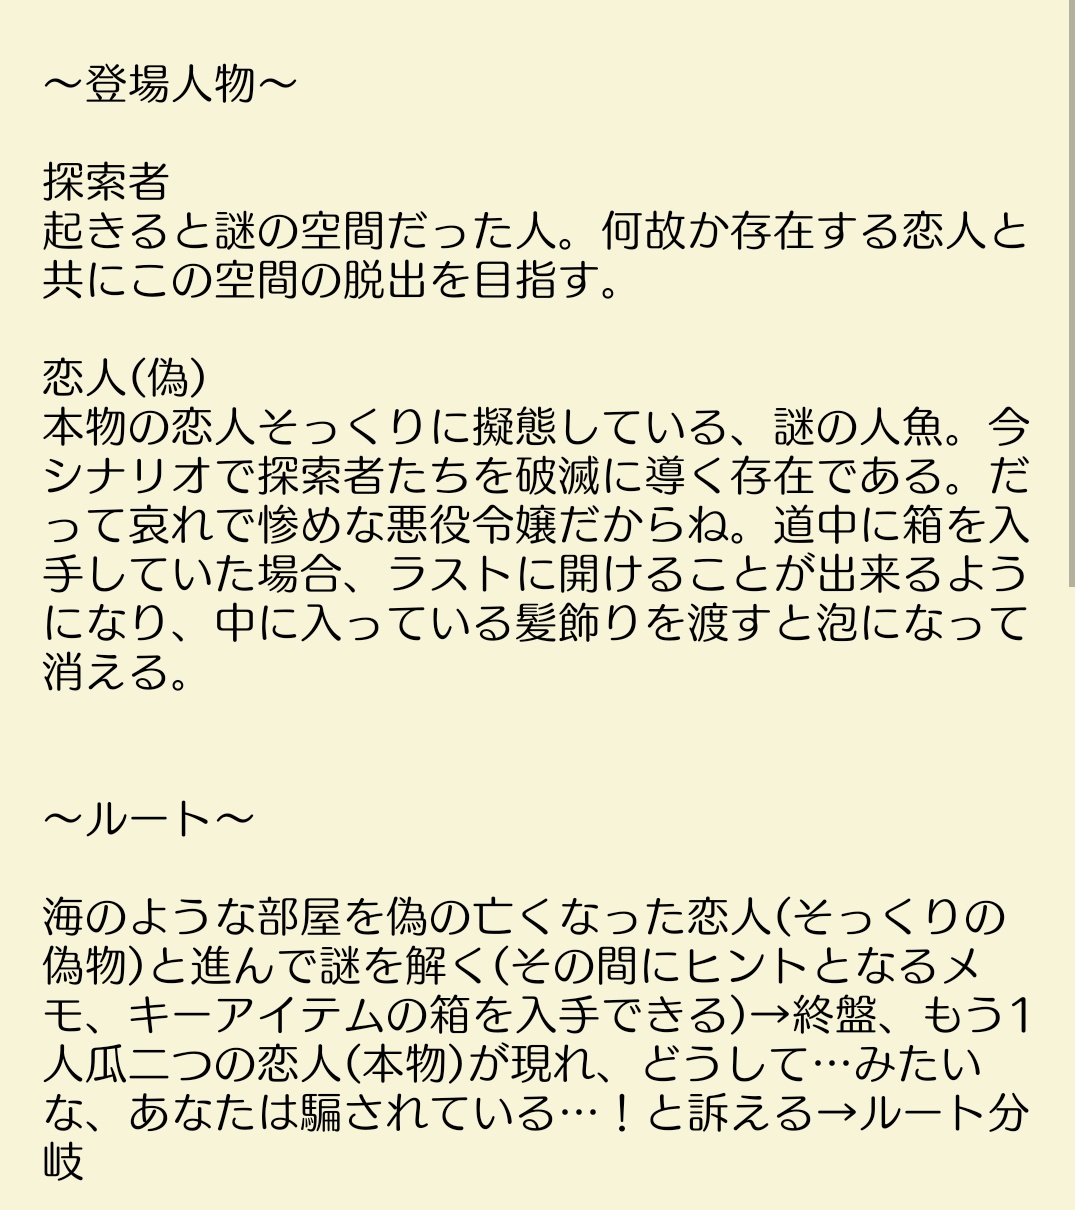 ～登場人物～
探索者
起きると謎の空間だった人。何故か存在する恋人と
共にこの空間の脱出を目指す。
恋人(偽)
本物の恋人そっくりに擬態している、謎の人魚。今
シナリオで探索者たちを破滅に導く存在である。だ
って哀れで惨めな悪役令嬢だからね。道中に箱を入
手していた場合、ラストに開けることが出来るよう
になり、中に入っている髪飾りを渡すと泡になって
消える。
～ルート～
海のような部屋を偽の亡くなった恋人(そっくりの
偽物)と進んで謎を解く(その間にヒントとなるメ
モ、キーアイテムの箱を入手できる)→終盤、もう1
人瓜二つの恋人(本物)が現れ、どうして…みたい
な、あなたは騙されている…！と訴える→ルート分
岐